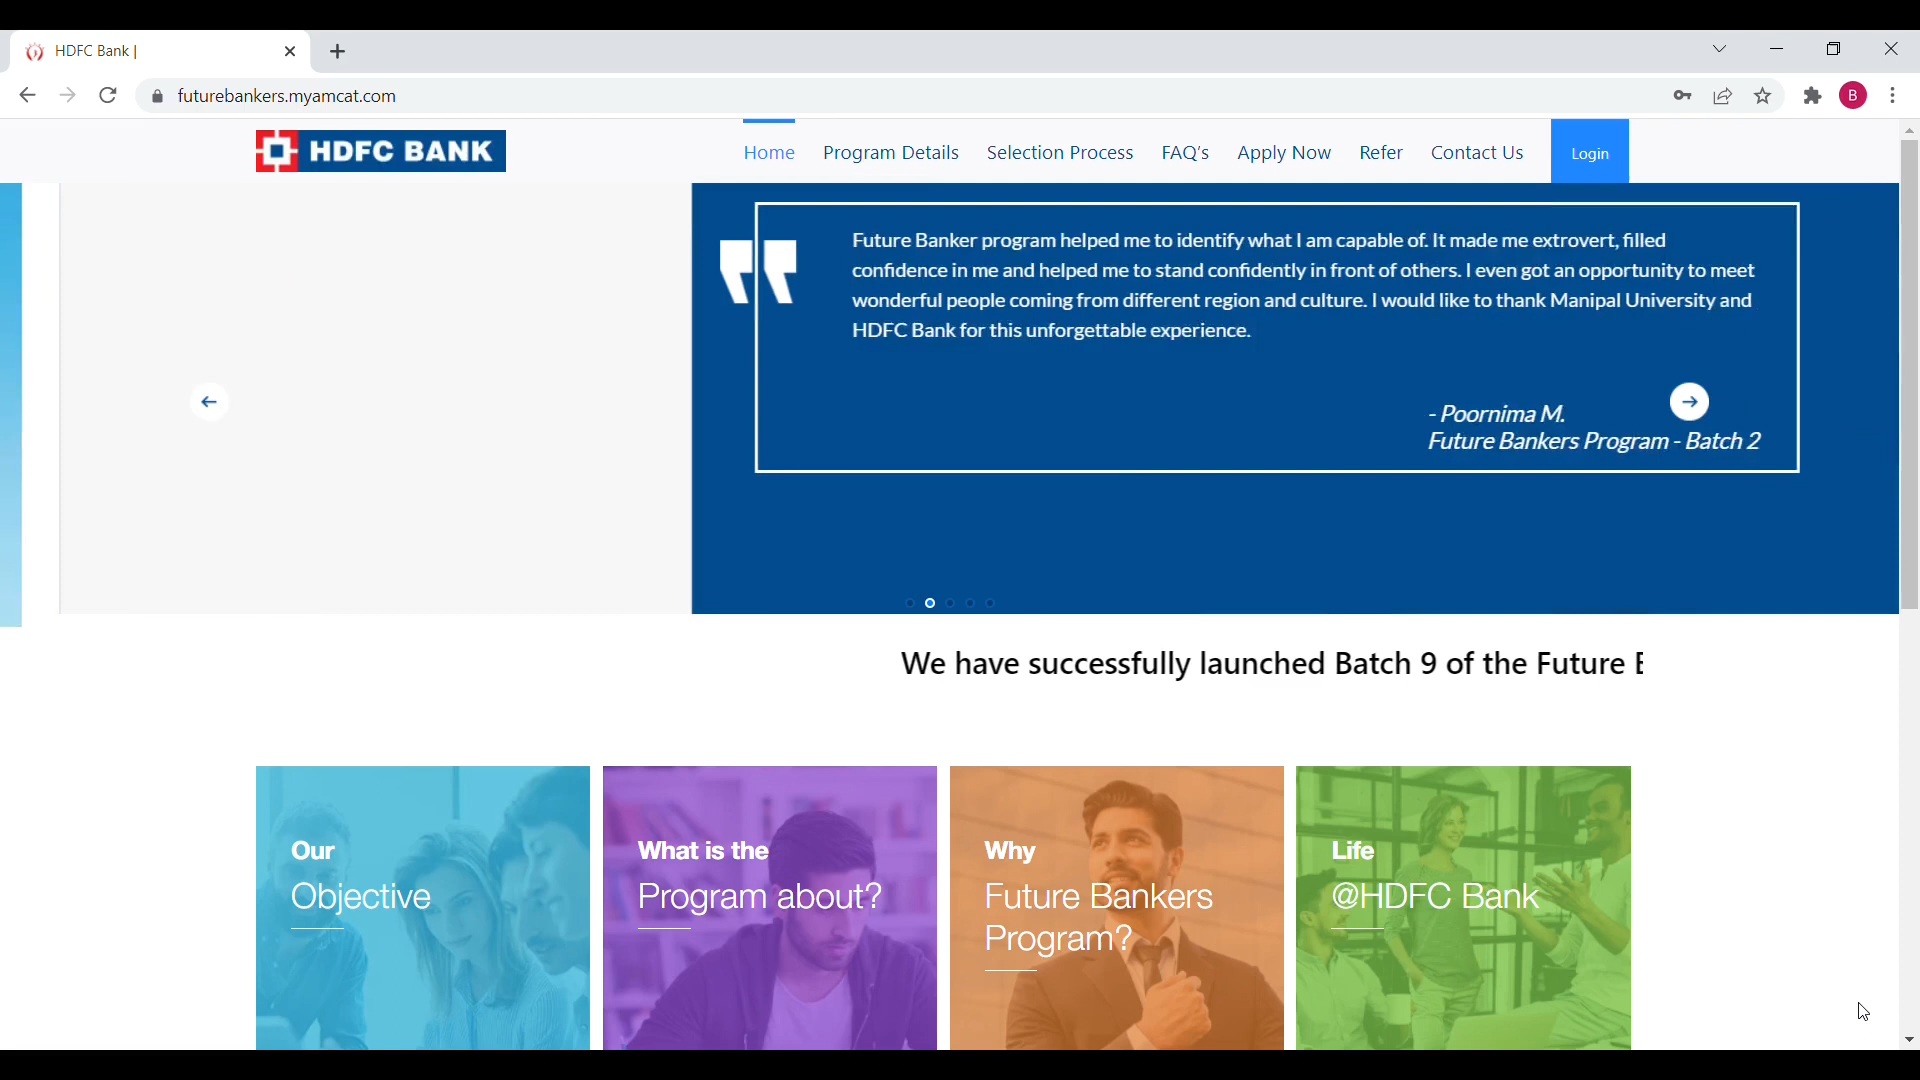 HDFC Bank |
futurebankers.myamcat.com
B
HDFC BANK
Home
Program Details
Selection Process
FAQ's
Apply Now
Refer
Contact Us
Login
Future Banker program helped me to identify what I am capable of. It made me extrovert, filled
confidence in me and helped me to stand confidently in front of others. I even got an opportunity to meet
wonderful people coming from different region and culture. I would like to thank Manipal University and
HDFC Bank for this unforgettable experience.
- Poornima M.
Future Bankers Program - Batch 2
We have successfully launched Batch 9 of the Future
Our
Objective
What is the
Program about?
Why
Future Bankers
Program?
Life
@HDFC Bank